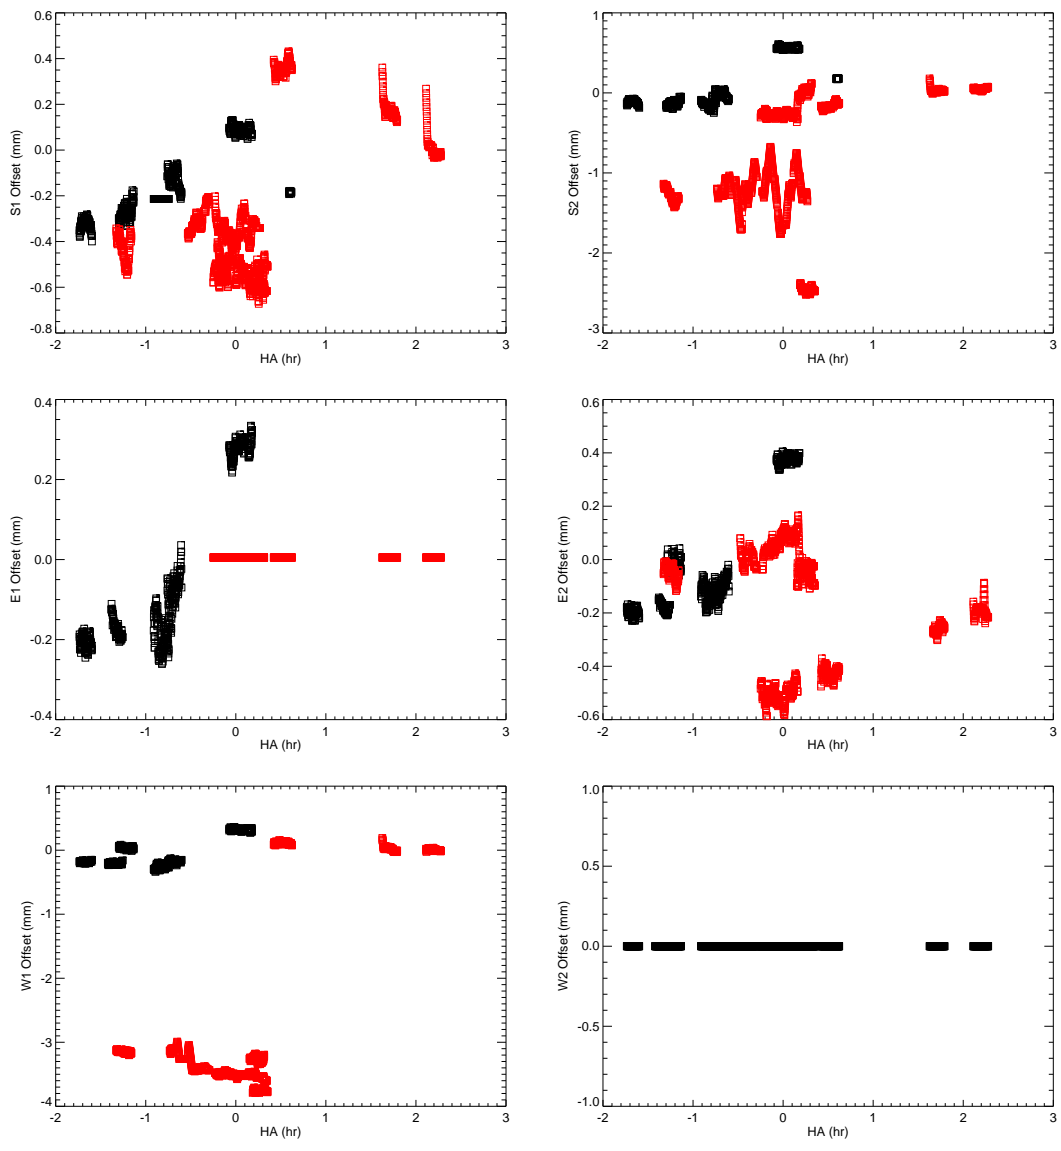 0.6
0.4
0.2
0.0
-0.2
-0.4
-0.6
-0.8
S1 Offset (mm)
-2 -1 0 1 2 3
HA (hr)
1
0
-1
-2
-3
S2 Offset (mm)
-2 -1 0 1 2 3
HA (hr)
0.4
0.2
0.0
-0.2
-0.4
E1 Offset (mm)
-2 -1 0 1 2 3
HA (hr)
0.6
0.4
0.2
0.0
-0.2
-0.4
-0.6
E2 Offset (mm)
-2 -1 0 1 2 3
HA (hr)
1
0
-1
-2
-3
-4
W1 Offset (mm)
-2 -1 0 1 2 3
HA (hr)
1.0
0.5
0.0
-0.5
-1.0
W2 Offset (mm)
-2 -1 0 1 2 3
HA (hr)